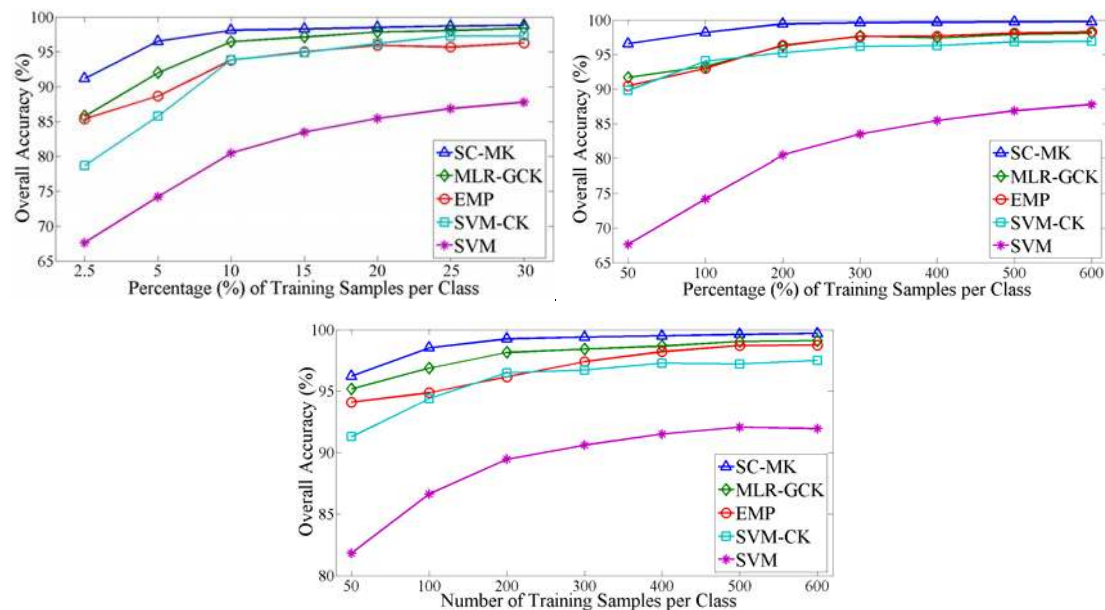 100
95
90
85
80
75
70
65
Overall Accuracy (%)
SC-MK
MLR-GCK
EMP
SVM-CK
SVM
2.5 5 10 15 20 25 30
Percentage (%) of Training Samples per Class
100
95
90
85
80
75
70
65
Overall Accuracy (%)
SC-MK
MLR-GCK
EMP
SVM-CK
SVM
50 100 200 300 400 500 600
Percentage (%) of Training Samples per Class
100
95
90
85
80
Overall Accuracy (%)
SC-MK
MLR-GCK
EMP
SVM-CK
SVM
50 100 200 300 400 500 600
Number of Training Samples per Class